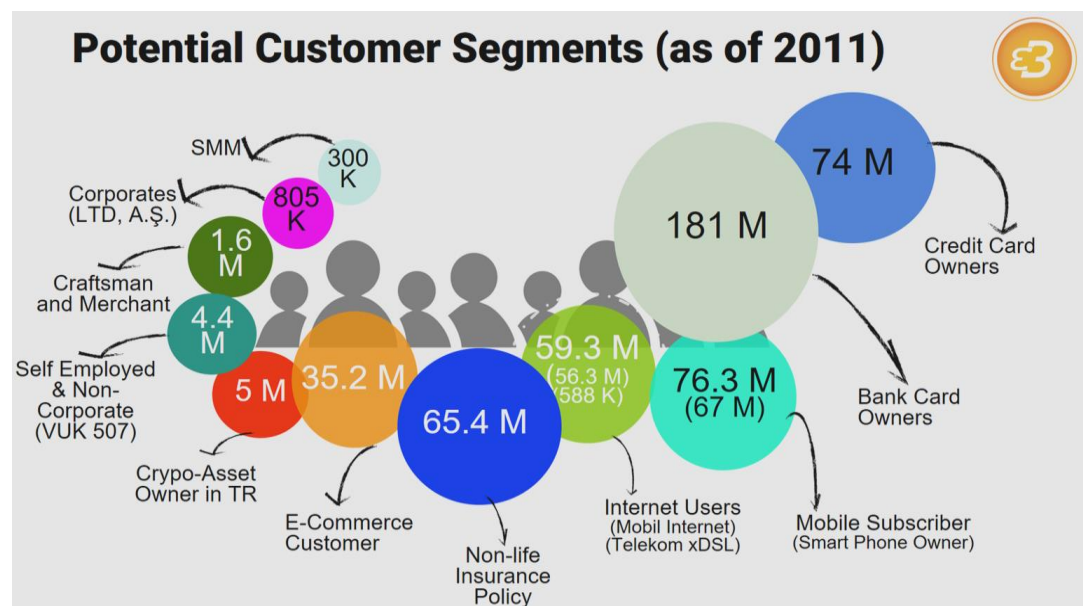 Potential Customer Segments (as of 2011)
ε3
SMM
300
K
Corporates
(LTD, A.Ş.)
805
K
1.6
M
Craftsman
and Merchant
4.4
M
Self Employed
& Non-
Corporate
(VUK 507)
5 M
Crypo-Asset
Owner in TR
35.2 M
E-Commerce
Customer
65.4 M
Non-life
Insurance
Policy
59.3 M
(56.3 M)
(588 K)
Internet Users
(Mobil Internet)
(Telekom xDSL)
76.3 M
(67 M)
Mobile Subscriber
(Smart Phone Owner)
181 M
Bank Card
Owners
74 M
Credit Card
Owners